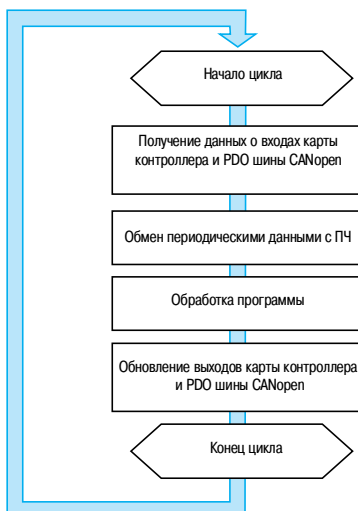 Начало цикла
Получение данных о входах карты
контроллера и PDO шины CANopen
Обмен периодическими данными с ПЧ
Обработка программы
Обновление выходов карты контроллера
и PDO шины CANopen
Конец цикла